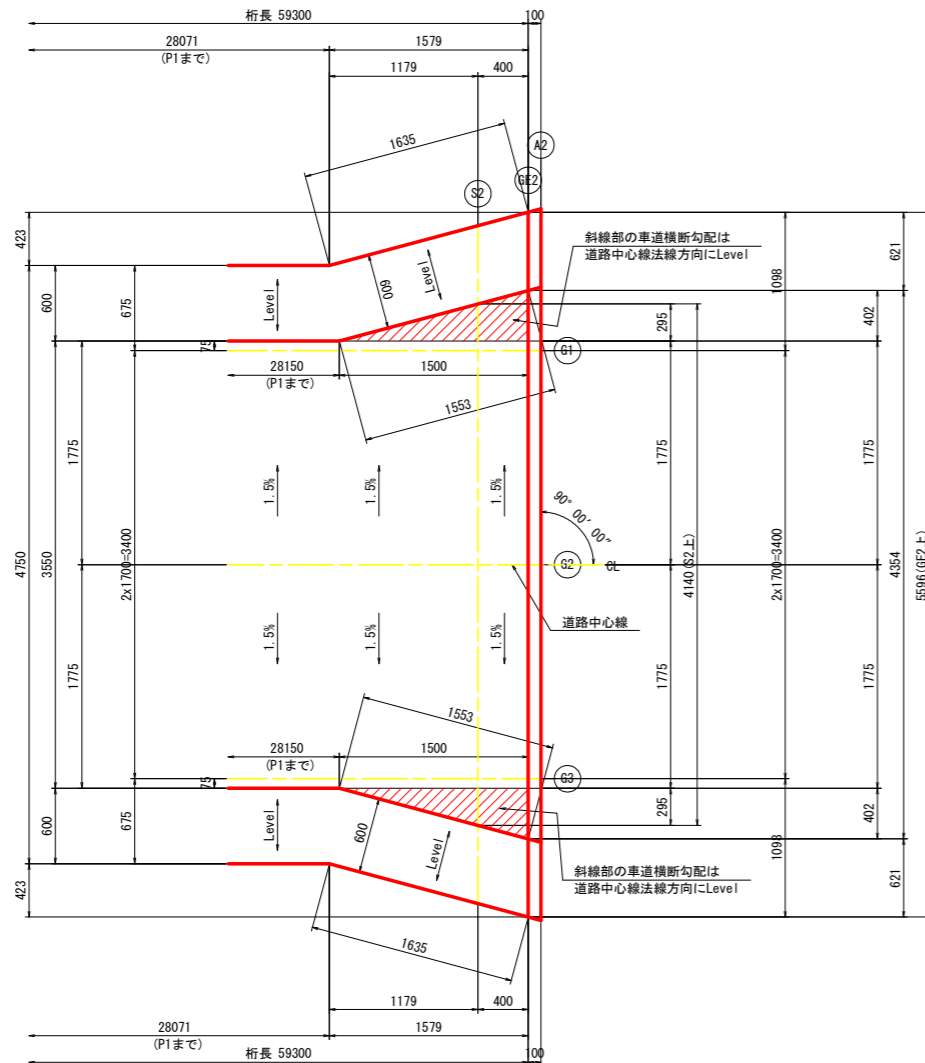 桁長 59300
100
28071
(P1まで)
1579
1179
400
1635
A2
GE2
S2
斜線部の車道横断勾配は
道路中心線法線方向にLevel
423
600
675
75
Level
600
Level
1098
621
295
402
G1
28150
(P1まで)
1500
1553
1775
1.5%
1.5%
1.5%
90° 00′ 00″
4750
3550
2x1700=3400
G2
CL
1775
4140(S2上)
2x1700=3400
1775
4354
5596(GE2上)
道路中心線
1775
1.5%
1.5%
1.5%
1775
1775
1553
28150
(P1まで)
1500
G3
75
600
675
Level
600
Level
295
402
1098
斜線部の車道横断勾配は
道路中心線法線方向にLevel
423
621
1635
1179
400
28071
(P1まで)
1579
桁長 59300
100